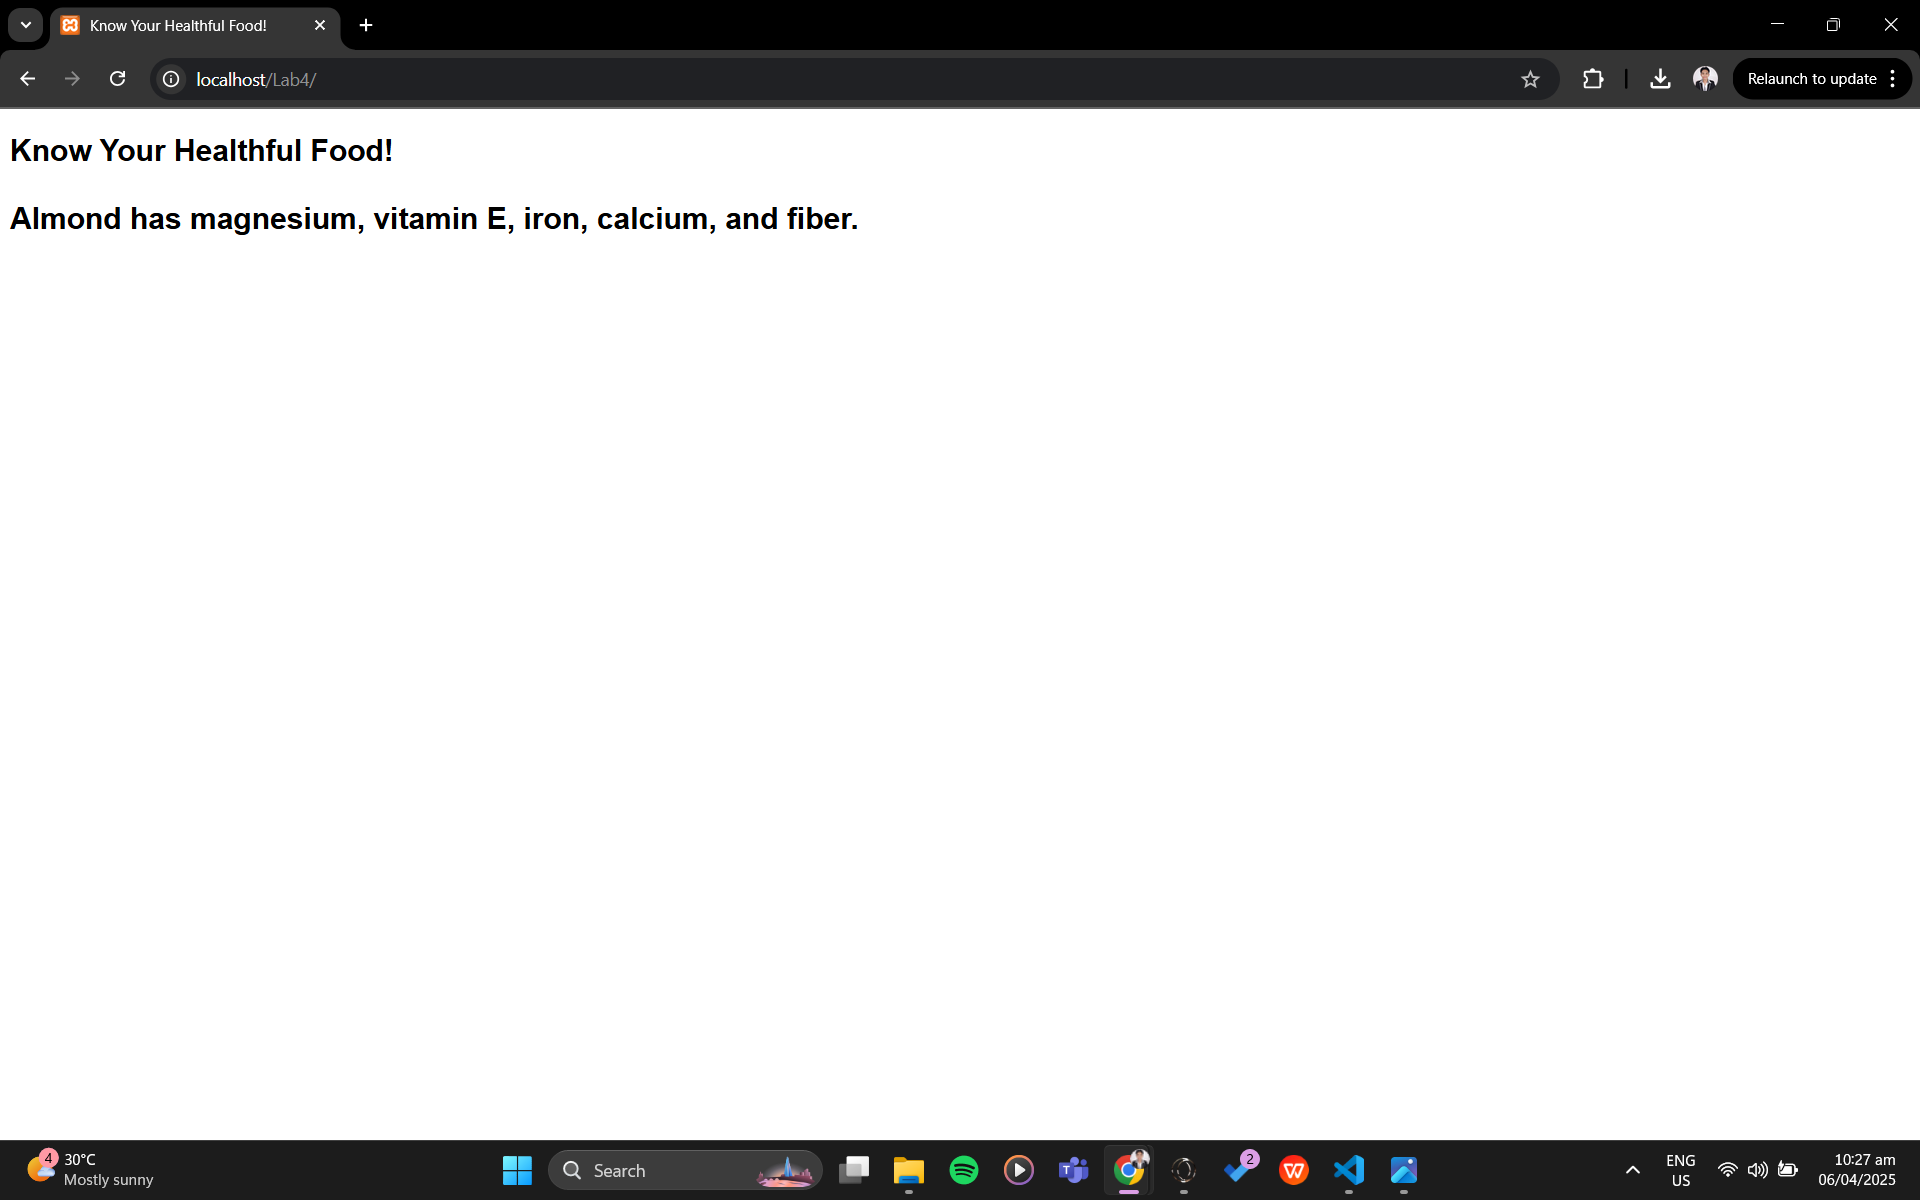 Know Your Healthful Food!
localhost/Lab4/
Relaunch to update
Know Your Healthful Food!
Almond has magnesium, vitamin E, iron, calcium, and fiber.
4
30°C
Mostly sunny
Search
T
2
W
ENG
US
10:27 am
06/04/2025